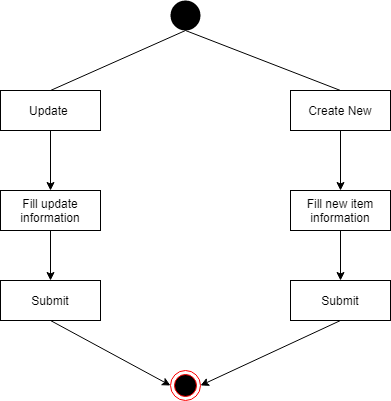 Update
Create New
Fill update
information
Fill new item
information
Submit
Submit